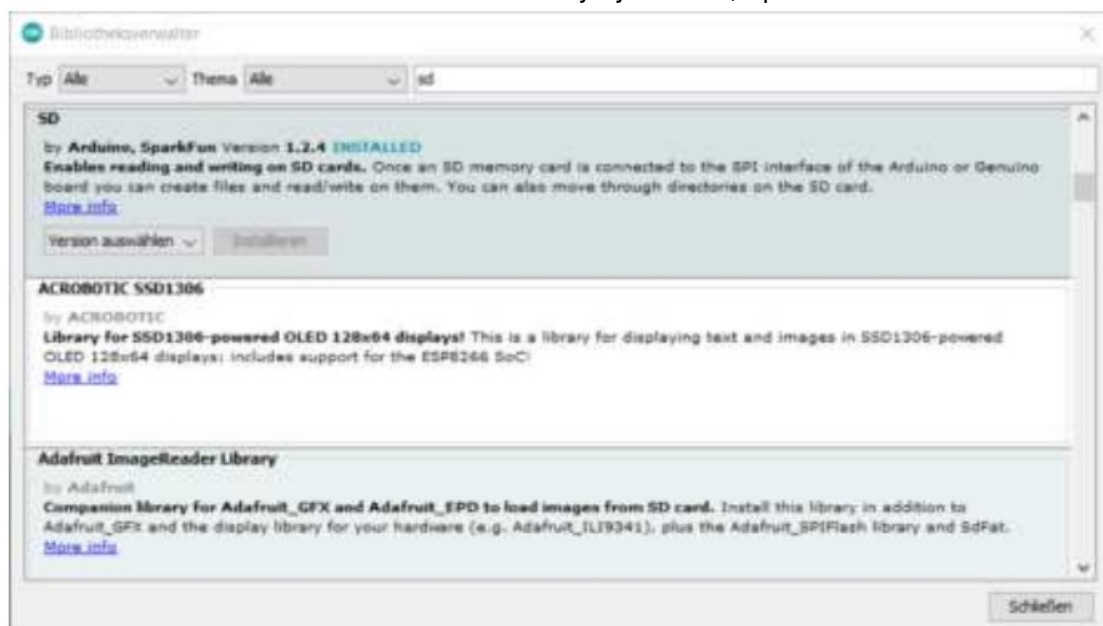 Bibliotheksverwalter
Typ Alle Thema Alle sd
SD
by Arduino, SparkFun Version 1.2.4 INSTALLED
Enables reading and writing on SD cards. Once an SD memory card is connected to the SPI interface of the Arduino or Genuino
board you can create files and read/write on them. You can also move through directories on the SD card.
More info
Version auswählen Installieren
ACROBOTIC SSD1306
by ACROBOTIC
Library for SSD1306-powered OLED 128x64 displays! This is a library for displaying text and images in SSD1306-powered
OLED 128x64 displays; includes support for the ESP8266 SoC!
More info
Adafruit ImageReader Library
by Adafruit
Companion library for Adafruit_GFX and Adafruit_EPD to load images from SD card. Install this library in addition to
Adafruit_GFX and the display library for your hardware (e.g. Adafruit_ILI9341), plus the Adafruit_SPIFlash library and SdFat.
More info
Schließen